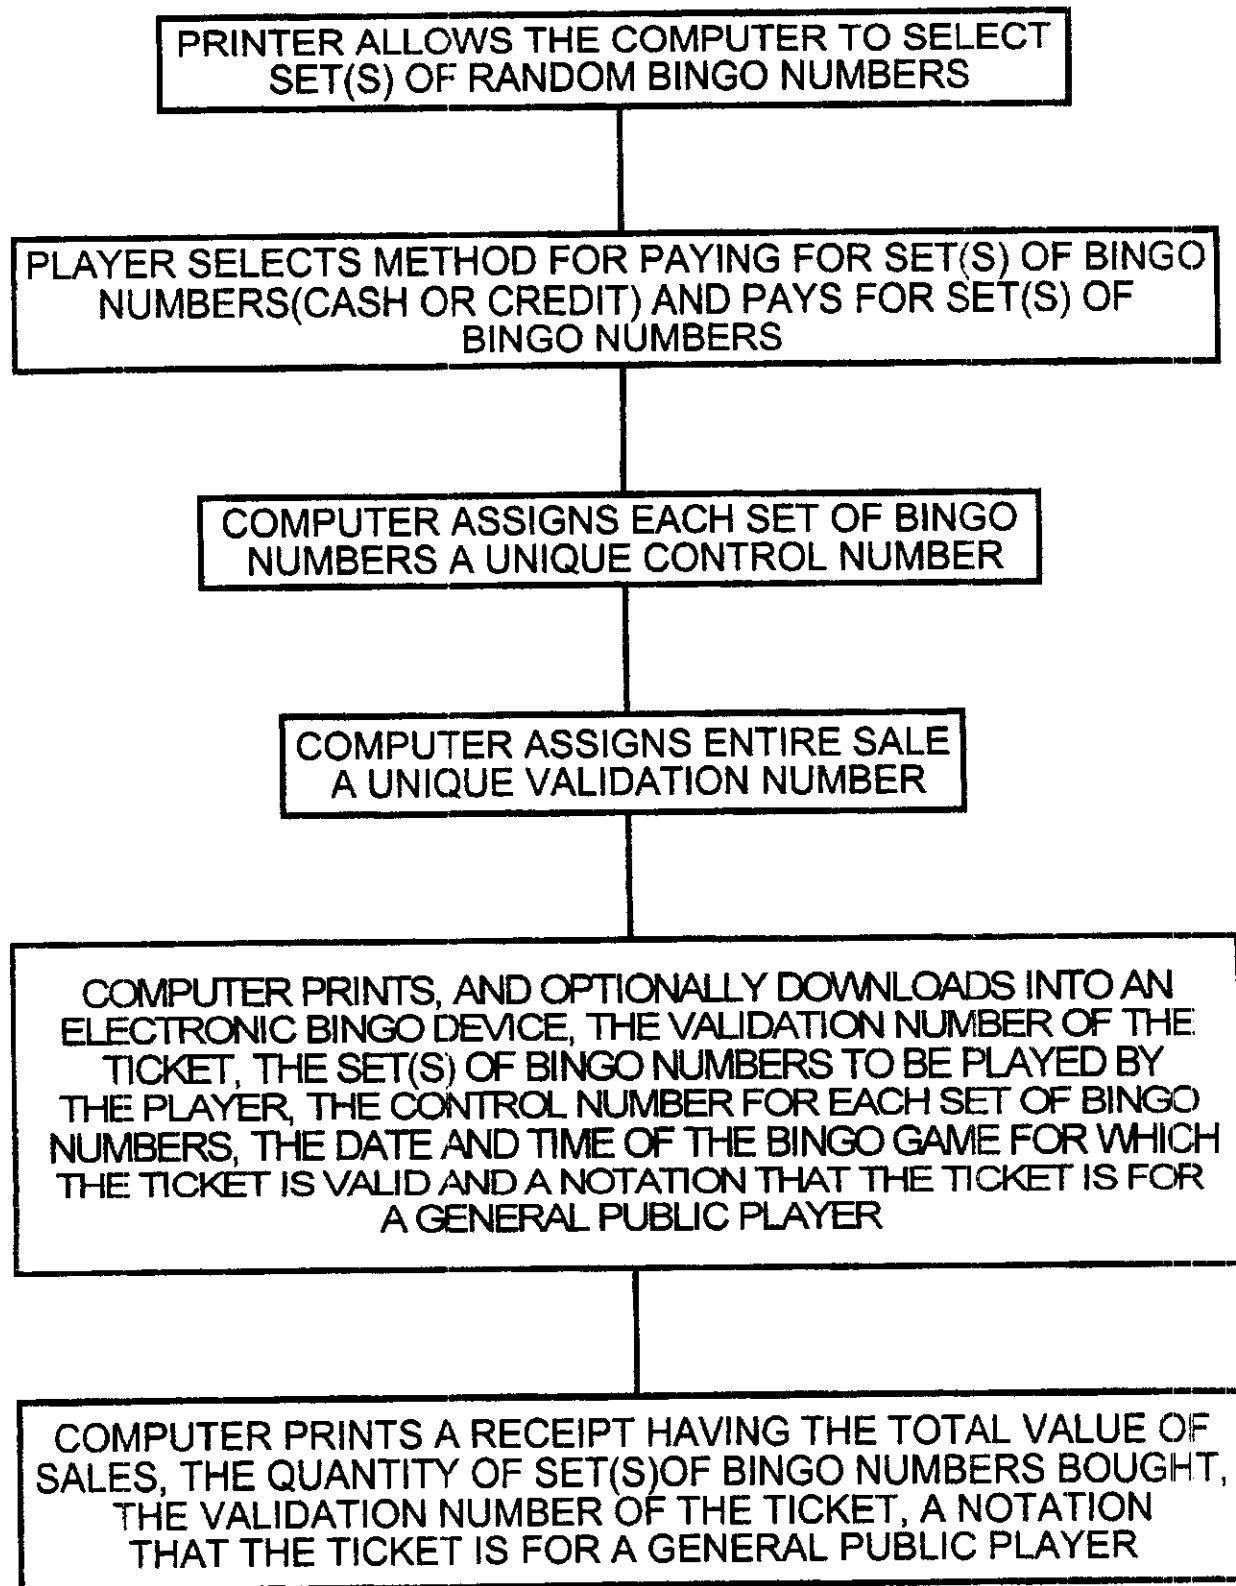 PRINTER ALLOWS THE COMPUTER TO SELECT
SET(S) OF RANDOM BINGO NUMBERS
PLAYER SELECTS METHOD FOR PAYING FOR SET(S) OF BINGO
NUMBERS(CASH OR CREDIT) AND PAYS FOR SET(S) OF
BINGO NUMBERS
COMPUTER ASSIGNS EACH SET OF BINGO
NUMBERS A UNIQUE CONTROL NUMBER
COMPUTER ASSIGNS ENTIRE SALE
A UNIQUE VALIDATION NUMBER
COMPUTER PRINTS, AND OPTIONALLY DOWNLOADS INTO AN
ELECTRONIC BINGO DEVICE, THE VALIDATION NUMBER OF THE
TICKET, THE SET(S) OF BINGO NUMBERS TO BE PLAYED BY
THE PLAYER, THE CONTROL NUMBER FOR EACH SET OF BINGO
NUMBERS, THE DATE AND TIME OF THE BINGO GAME FOR WHICH
THE TICKET IS VALID AND A NOTATION THAT THE TICKET IS FOR
A GENERAL PUBLIC PLAYER
COMPUTER PRINTS A RECEIPT HAVING THE TOTAL VALUE OF
SALES, THE QUANTITY OF SET(S)OF BINGO NUMBERS BOUGHT,
THE VALIDATION NUMBER OF THE TICKET, A NOTATION
THAT THE TICKET IS FOR A GENERAL PUBLIC PLAYER